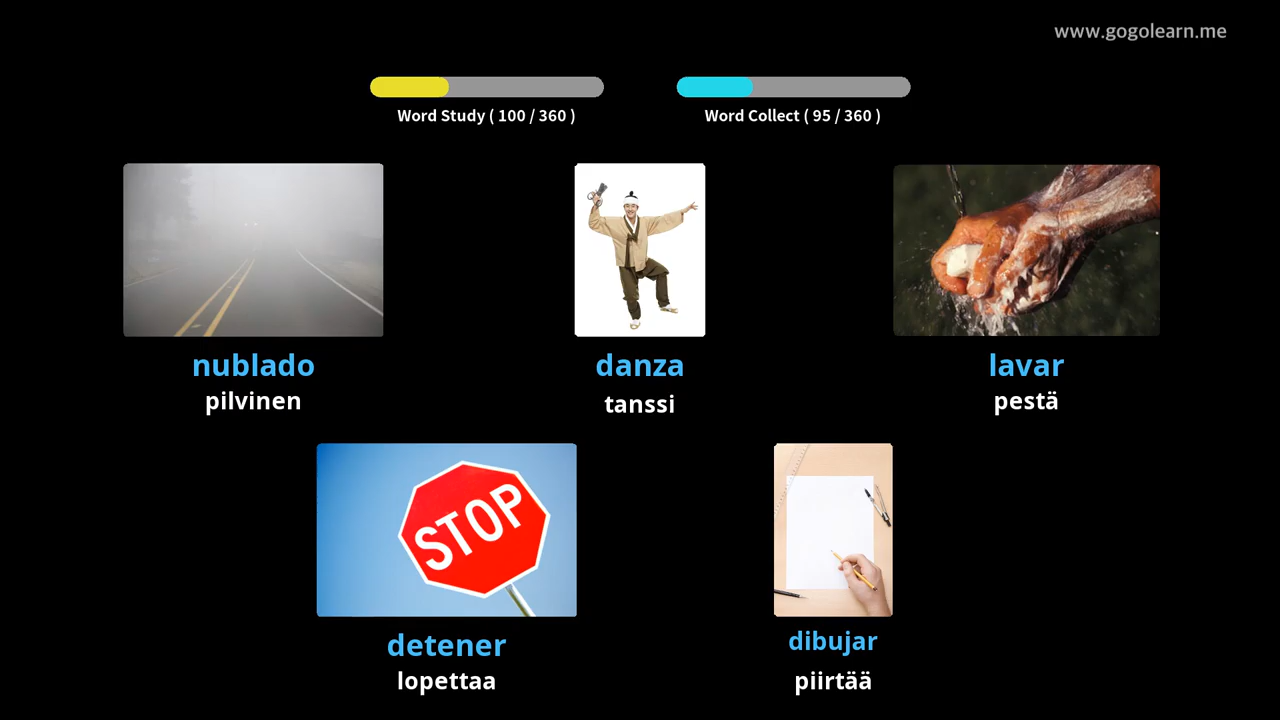 www.gogolearn.me
Word Study ( 100 / 360 )
Word Collect ( 95 / 360 )
nublado
pilvinen
danza
tanssi
lavar
pestä
STOP
detener
lopettaa
dibujar
piirtää